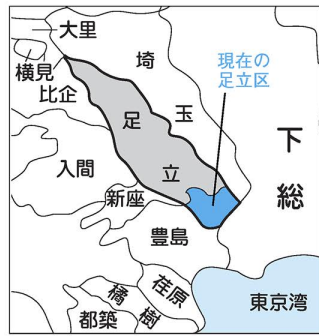 大里
横見
比企
埼玉
現在の
足立区
足立
下総
入間
新座
豊島
荏原
橘樹
都築
東京湾